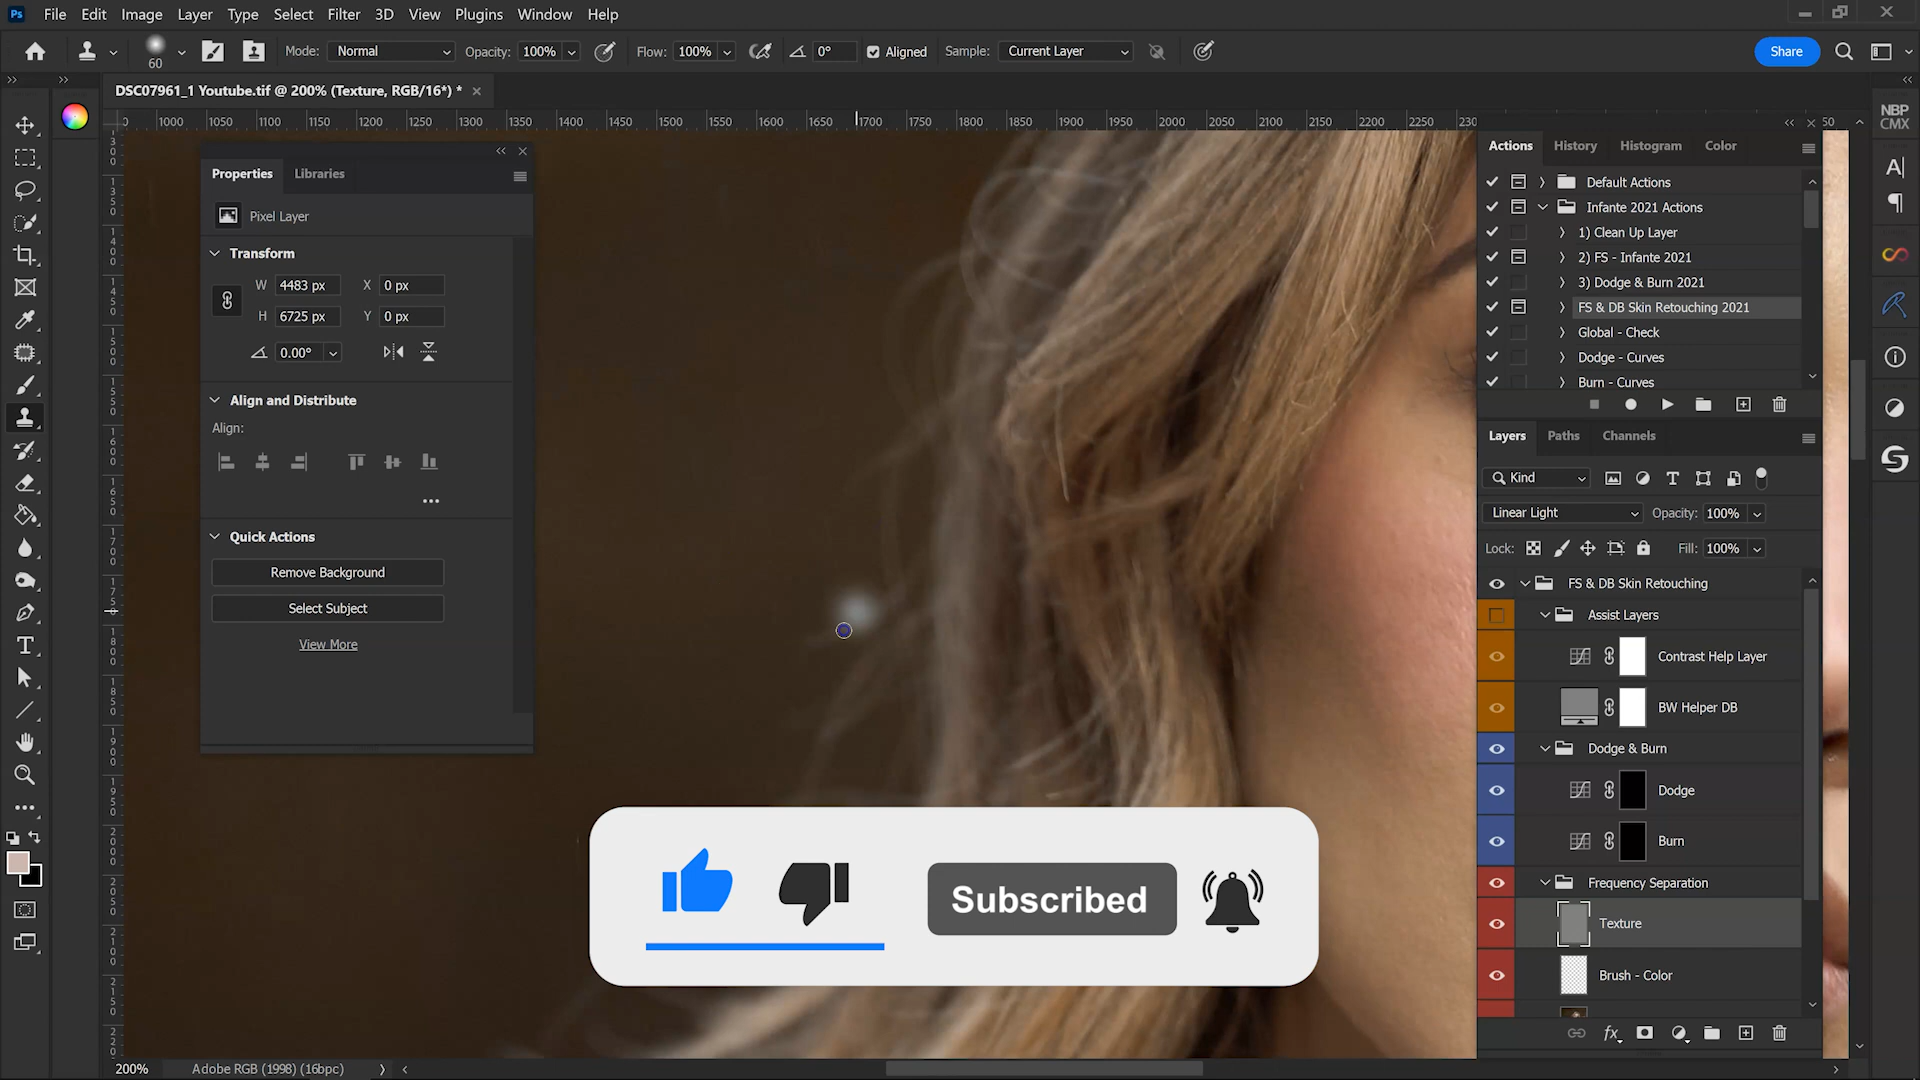 Ps File Edit Image Layer Type Select Filter 3D View Plugins Window Help
60 Mode: Normal Opacity: 100% Flow: 100% 0° Aligned Sample: Current Layer Share
DSC07961_1 Youtube.tif @ 200% (Texture, RGB/16*) *
1000 1050 1100 1150 1200 1250 1300 1350 1400 1450 1500 1550 1600 1650 1700 1750 1800 1850 1900 1950 2000 2050 2100 2150 2200 2250
NBP
CMX
Properties Libraries
Pixel Layer
Transform
W 4483 px X 0 px
H 6725 px Y 0 px
0.00°
Align and Distribute
Align:
Quick Actions
Remove Background
Select Subject
View More
Actions History Histogram Color
Default Actions
Infante 2021 Actions
1) Clean Up Layer
2) FS - Infante 2021
3) Dodge & Burn 2021
FS & DB Skin Retouching 2021
Global - Check
Dodge - Curves
Burn - Curves
Layers Paths Channels
Kind
Linear Light Opacity: 100%
Lock: Fill: 100%
FS & DB Skin Retouching
Assist Layers
Contrast Help Layer
BW Helper DB
Dodge & Burn
Dodge
Burn
Frequency Separation
Texture
Brush - Color
Subscribed
200% Adobe RGB (1998) (16bpc)